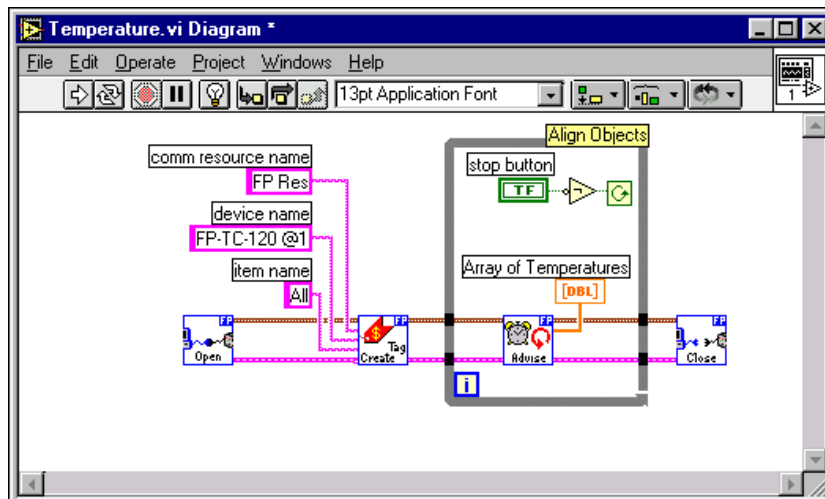 Temperature.vi Diagram *
File Edit Operate Project Windows Help
13pt Application Font
1
Align Objects
comm resource name
FP Res
stop button
TF
device name
FP-TC-120 @1
item name
All
Array of Temperatures
[DBL]
FP
Open
FP
Tag
Create
FP
Advise
FP
Close
i